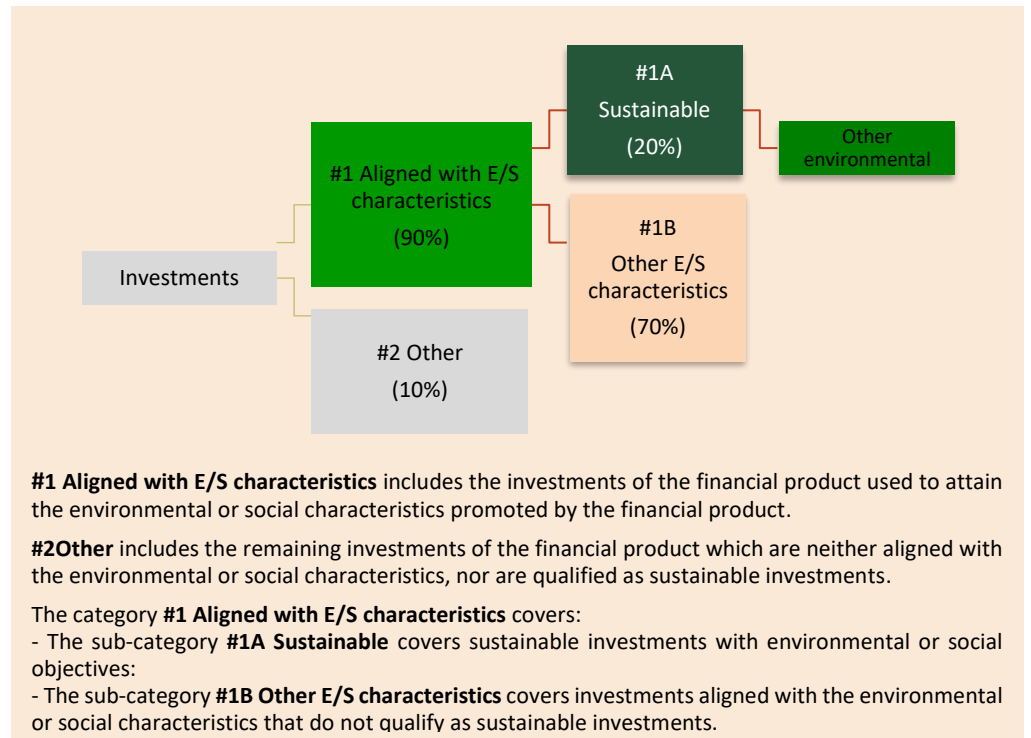 #1A
Sustainable
(20%)
Other
environmental
#1 Aligned with E/S
characteristics
(90%)
#1B
Other E/S
characteristics
(70%)
Investments
#2 Other
(10%)
#1 Aligned with E/S characteristics includes the investments of the financial product used to attain
the environmental or social characteristics promoted by the financial product.
#2Other includes the remaining investments of the financial product which are neither aligned with
the environmental or social characteristics, nor are qualified as sustainable investments.
The category #1 Aligned with E/S characteristics covers:
- The sub-category #1A Sustainable covers sustainable investments with environmental or social
objectives:
- The sub-category #1B Other E/S characteristics covers investments aligned with the environmental
or social characteristics that do not qualify as sustainable investments.